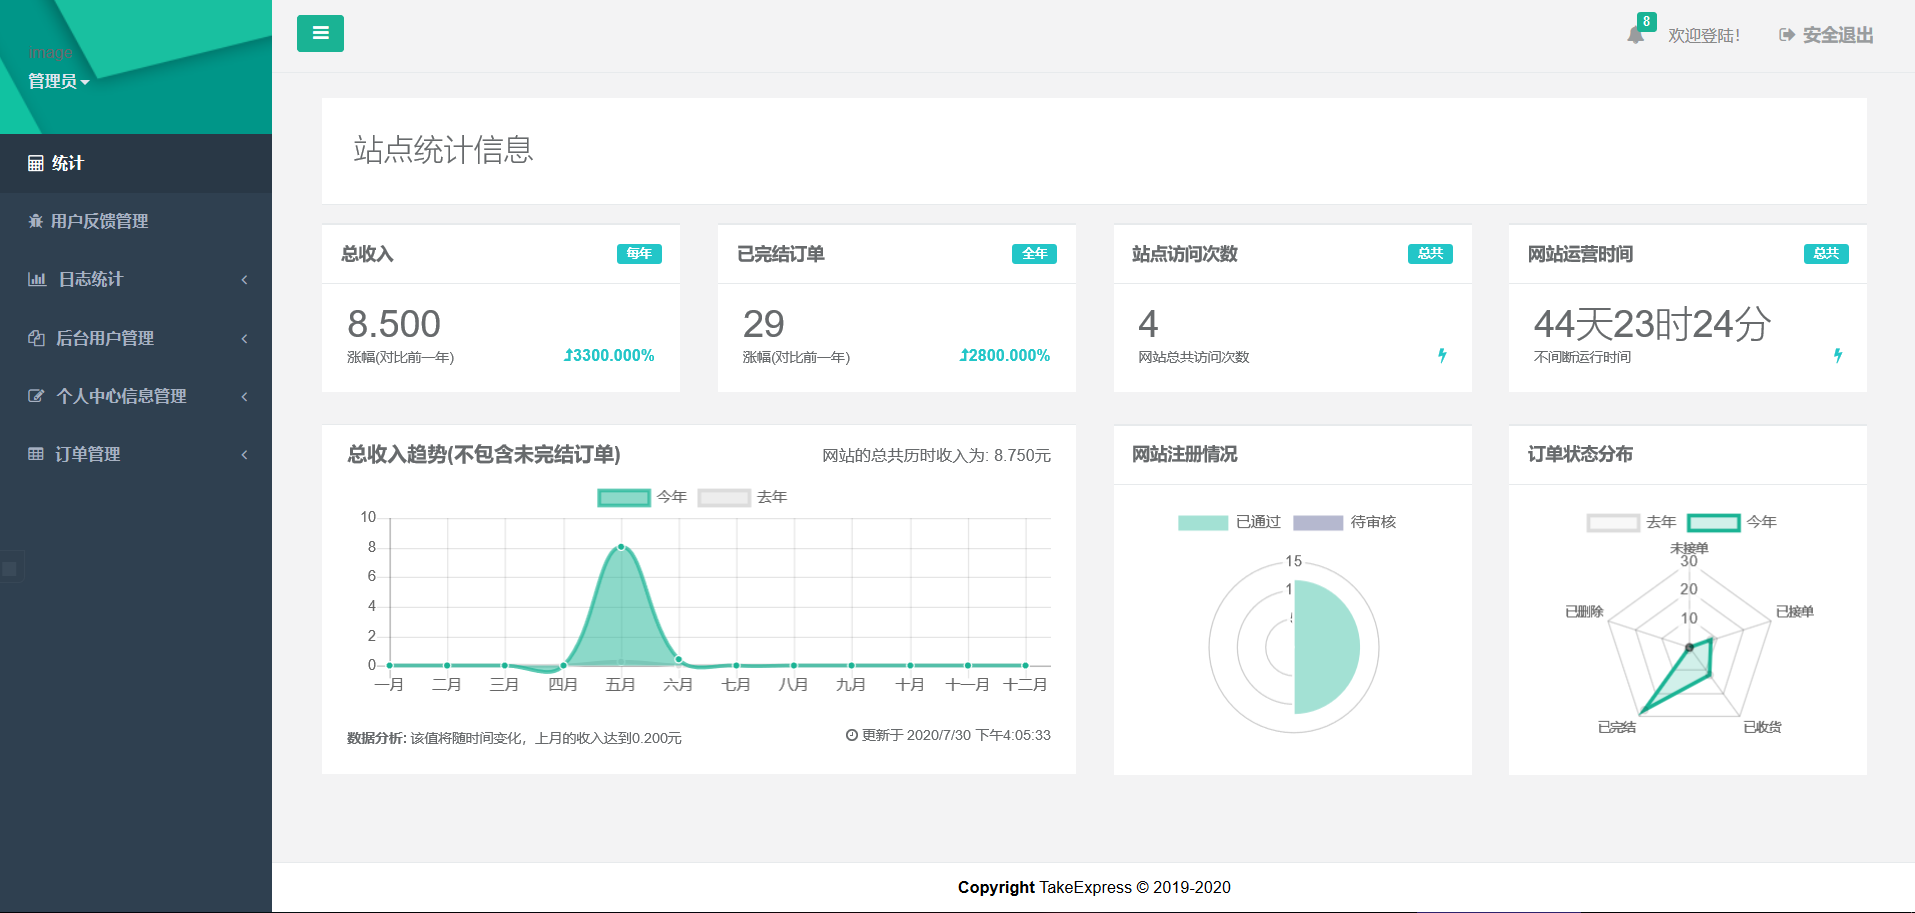 image
管理员
统计
用户反馈管理
日志统计
后台用户管理
个人中心信息管理
订单管理
8
欢迎登陆!
安全退出
站点统计信息
总收入 每年
8.500
涨幅(对比前一年) 3300.000%
已完结订单 全年
29
涨幅(对比前一年) 2800.000%
站点访问次数 总共
4
网站总共访问次数
网站运营时间 总共
44天23时24分
不间断运行时间
总收入趋势(不包含未完结订单) 网站的总共历时收入为: 8.750元
今年 去年
10
8
6
4
2
0
一月 二月 三月 四月 五月 六月 七月 八月 九月 十月 十一月 十二月
数据分析: 该值将随时间变化，上月的收入达到0.200元
更新于 2020/7/30 下午4:05:33
网站注册情况
已通过 待审核
15
订单状态分布
去年 今年
未接单
30
20
已删除 已接单
10
已完结 已收货
Copyright TakeExpress © 2019-2020